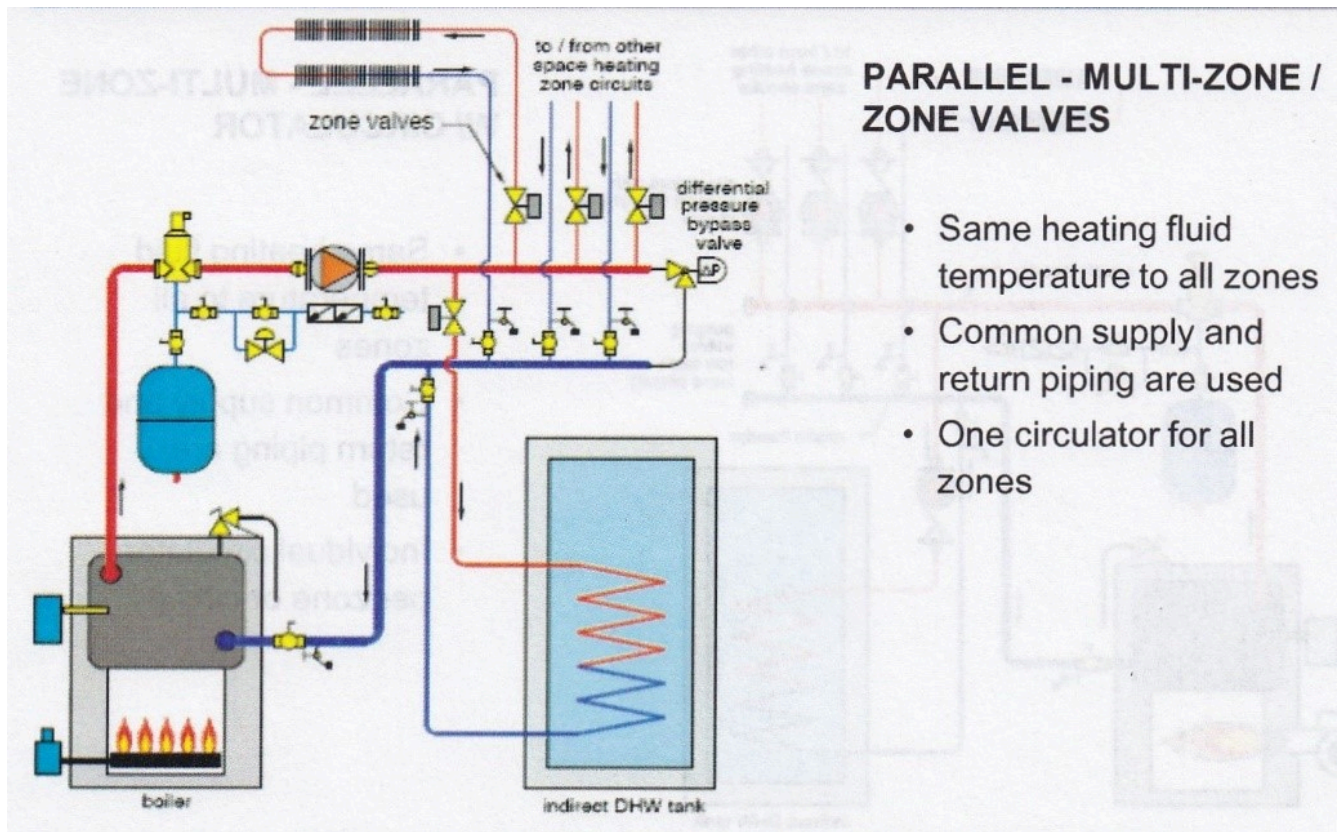 to / from other
space heating
zone circuits
zone valves
differential
pressure
bypass
valve
ΔP
boiler
indirect DHW tank
PARALLEL - MULTI-ZONE /
ZONE VALVES
• Same heating fluid
temperature to all zones
• Common supply and
return piping are used
• One circulator for all
zones